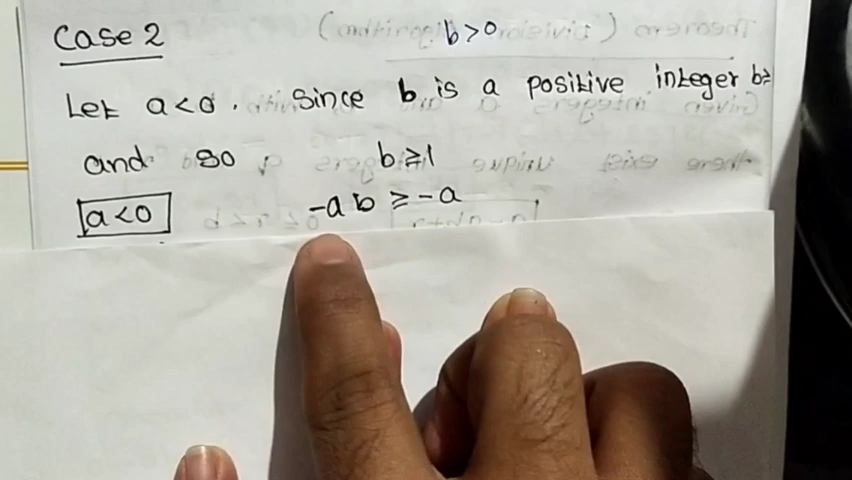 Case 2
b>0
Let a<0. Since b is a positive integer b≥
and so b≥1
a<0 -ab ≥ -a